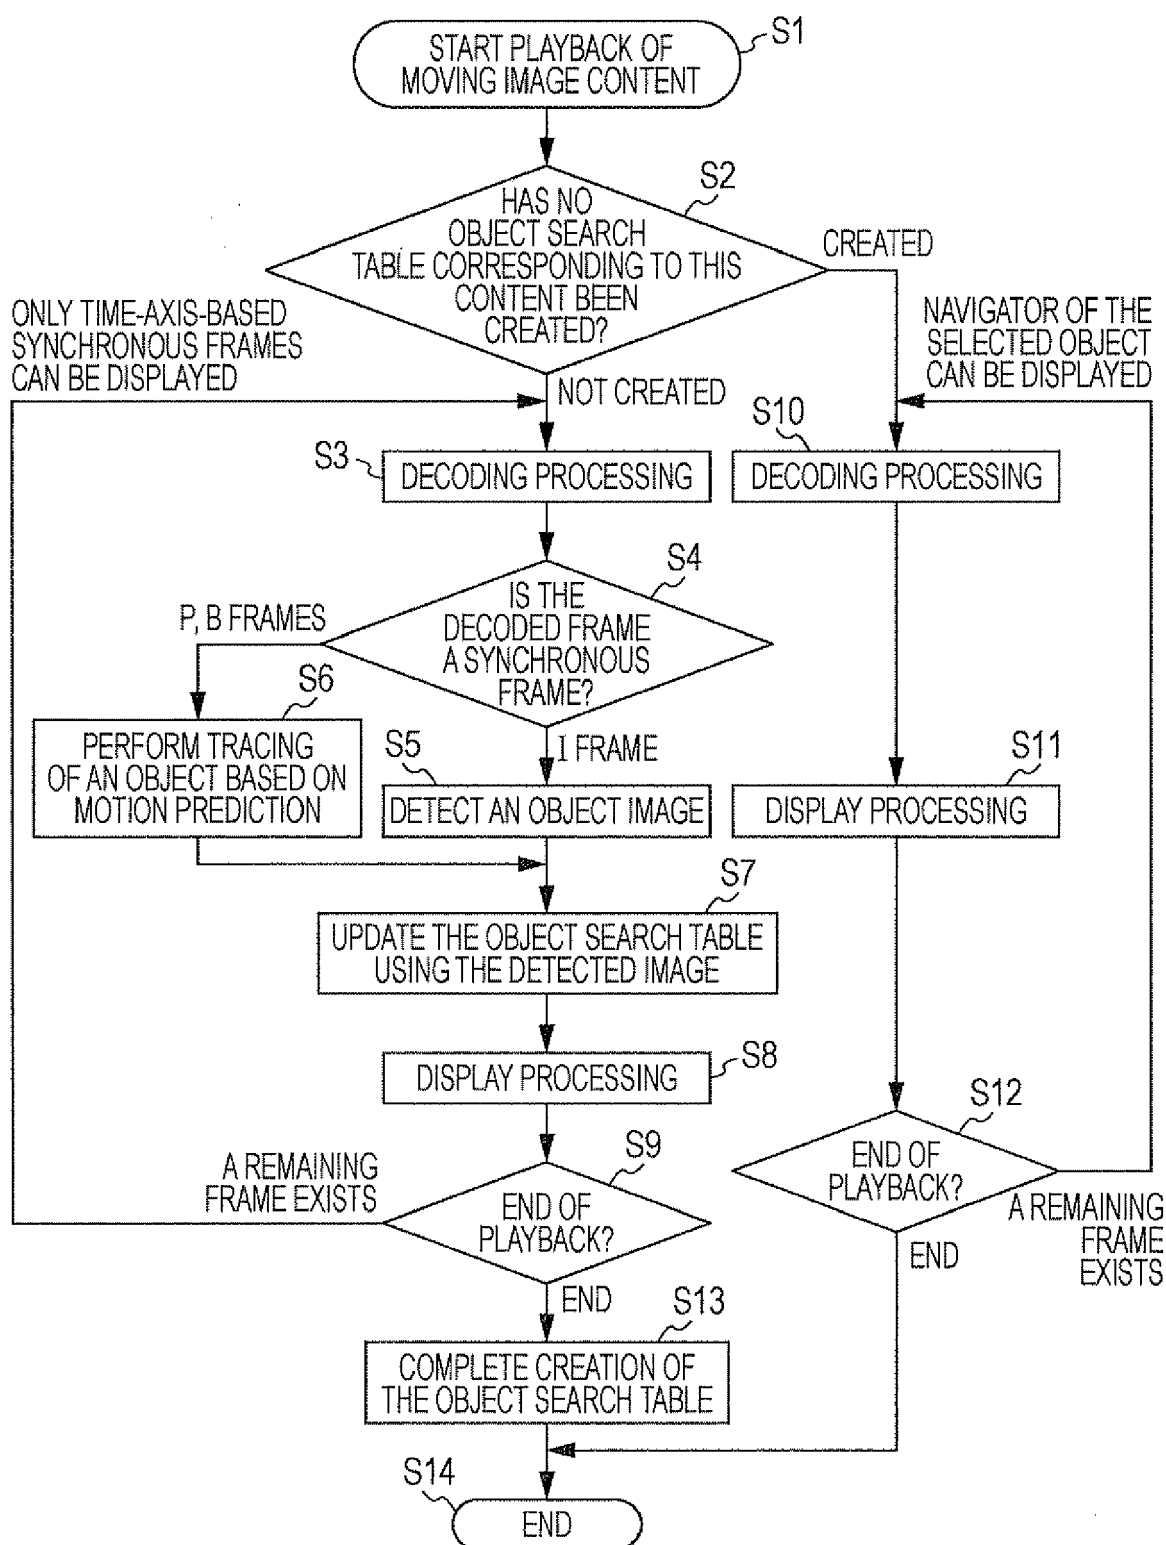 S1
START PLAYBACK OF
MOVING IMAGE CONTENT
S2
HAS NO
OBJECT SEARCH
TABLE CORRESPONDING TO THIS
CONTENT BEEN
CREATED?
CREATED
ONLY TIME-AXIS-BASED
SYNCHRONOUS FRAMES
CAN BE DISPLAYED
NAVIGATOR OF THE
SELECTED OBJECT
CAN BE DISPLAYED
NOT CREATED
S3
DECODING PROCESSING
S10
DECODING PROCESSING
S4
IS THE
DECODED FRAME
A SYNCHRONOUS
FRAME?
P, B FRAMES
S6
PERFORM TRACING
OF AN OBJECT BASED ON
MOTION PREDICTION
I FRAME
S5
DETECT AN OBJECT IMAGE
S11
DISPLAY PROCESSING
S7
UPDATE THE OBJECT SEARCH TABLE
USING THE DETECTED IMAGE
S8
DISPLAY PROCESSING
S9
END OF
PLAYBACK?
A REMAINING
FRAME EXISTS
S12
END OF
PLAYBACK?
A REMAINING
FRAME
EXISTS
END
END
S13
COMPLETE CREATION OF
THE OBJECT SEARCH TABLE
S14
END